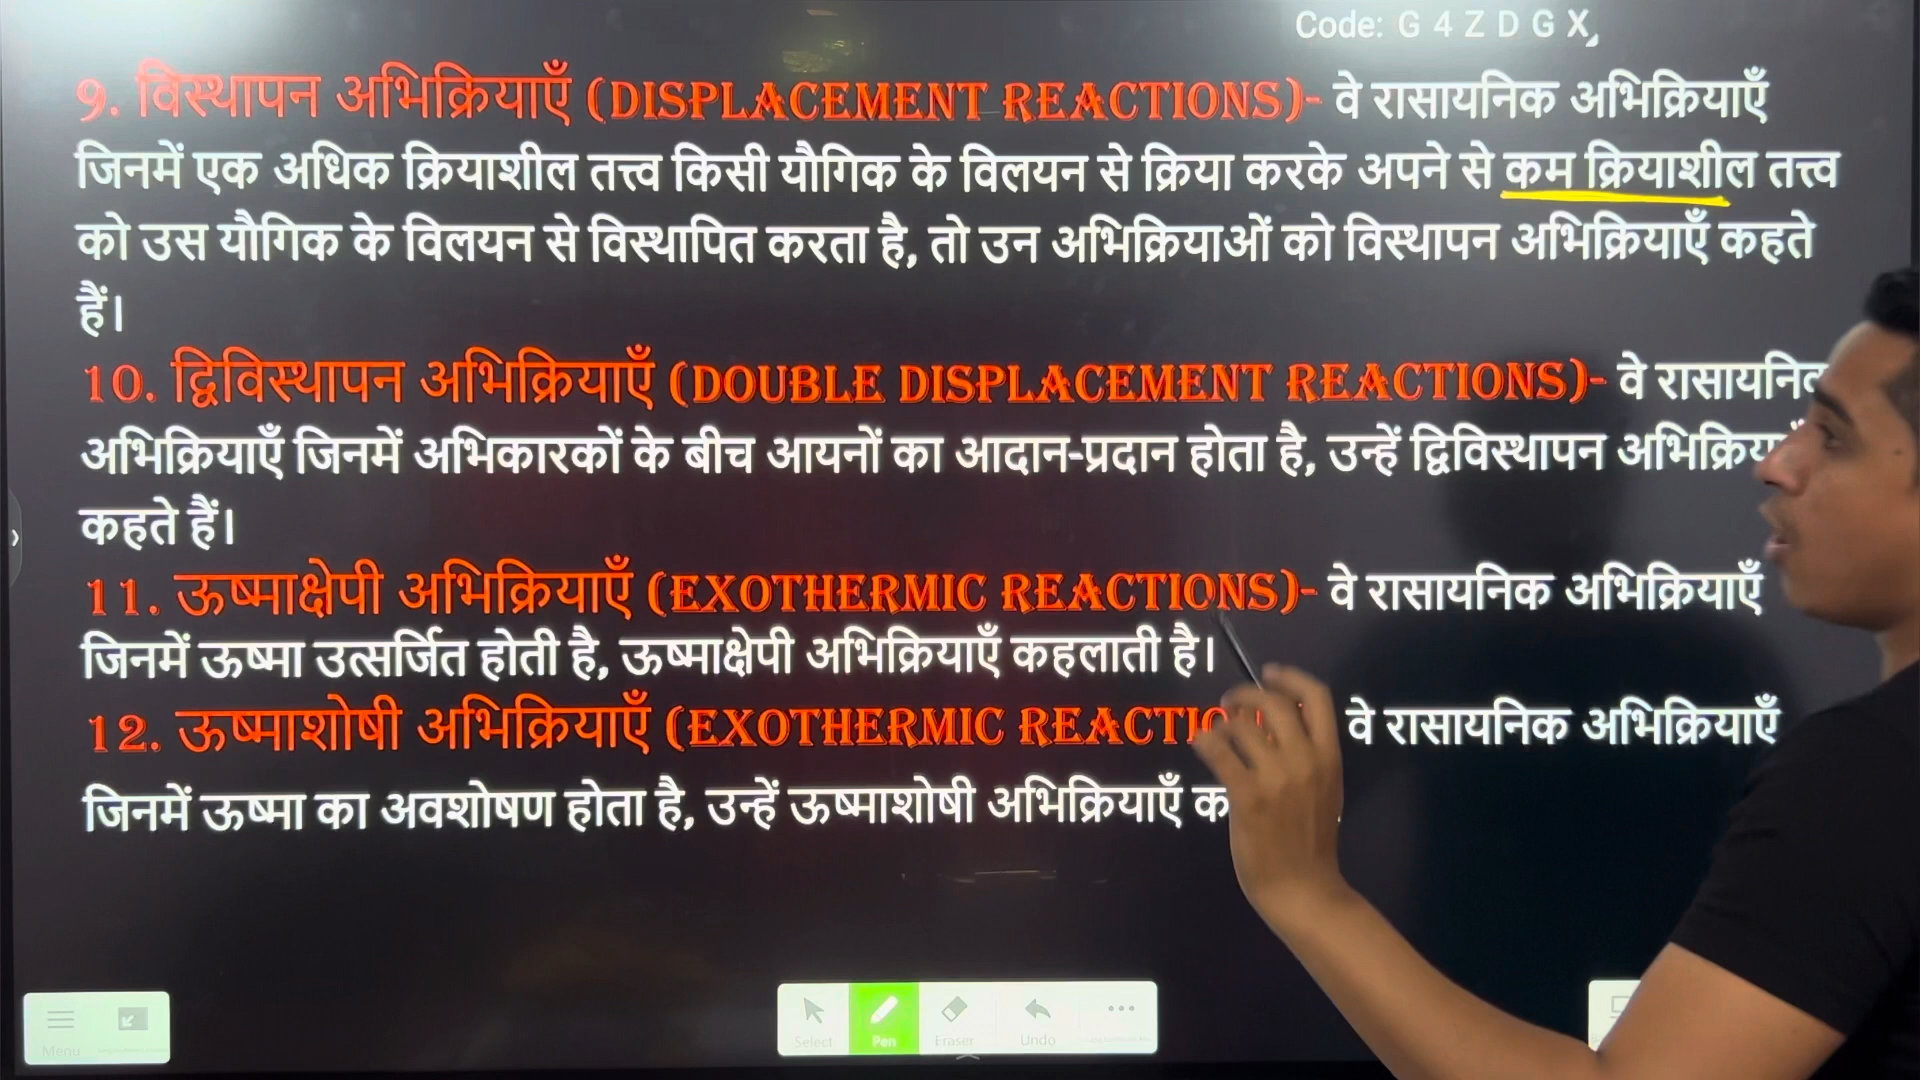 Code: G 4 Z D G X
9. विस्थापन अभिक्रियाएँ (DISPLACEMENT REACTIONS)- वे रासायनिक अभिक्रियाएँ
जिनमें एक अधिक क्रियाशील तत्त्व किसी यौगिक के विलयन से क्रिया करके अपने से कम क्रियाशील तत्त्व
को उस यौगिक के विलयन से विस्थापित करता है, तो उन अभिक्रियाओं को विस्थापन अभिक्रियाएँ कहते
हैं।
10. द्विविस्थापन अभिक्रियाएँ (DOUBLE DISPLACEMENT REACTIONS)- वे
अभिक्रियाएँ जिनमें अभिकारकों के बीच आयनों का आदान-प्रदान होता है, उन्हें द्विविस्थापन
कहते हैं।
11. ऊष्माक्षेपी अभिक्रियाएँ (EXOTHERMIC REACTIONS)- वे रासायनिक अभिक्रियाएँ
जिनमें ऊष्मा उत्सर्जित होती है, ऊष्माक्षेपी अभिक्रियाएँ कहलाती है।
12. ऊष्माशोषी अभिक्रियाएँ (EXOTHERMIC वे रासायनिक अभिक्रियाएँ
जिनमें ऊष्मा का अवशोषण होता है, उन्हें ऊष्माशोषी अभिक्रियाएँ
Menu
Select Pen Eraser Undo